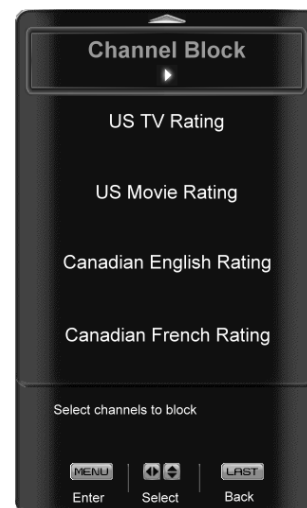 Channel Block
US TV Rating
US Movie Rating
Canadian English Rating
Canadian French Rating
Select channels to block
MENU LAST
Enter Select Back